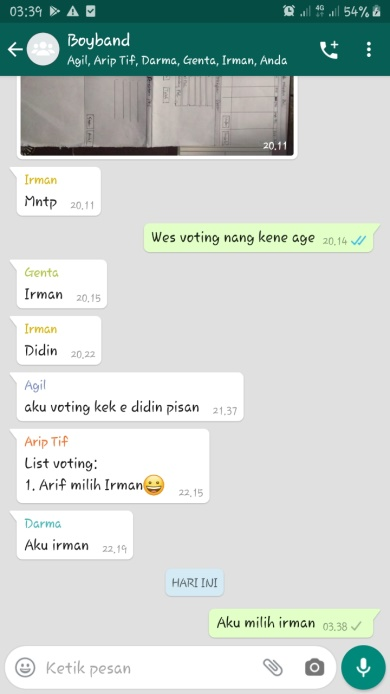 03:39 4G 54%
Boyband
Agil, Arip Tif, Darma, Genta, Irman, Anda
20.11
Irman
Mntp 20.11
Wes voting nang kene age 20.14
Genta
Irman 20.15
Irman
Didin 20.22
Agil
aku voting kek e didin pisan 21.37
Arip Tif
List voting:
1. Arif milih Irman😀 22.15
Darma
Aku irman 22.19
HARI INI
Aku milih irman 03.38
Ketik pesan